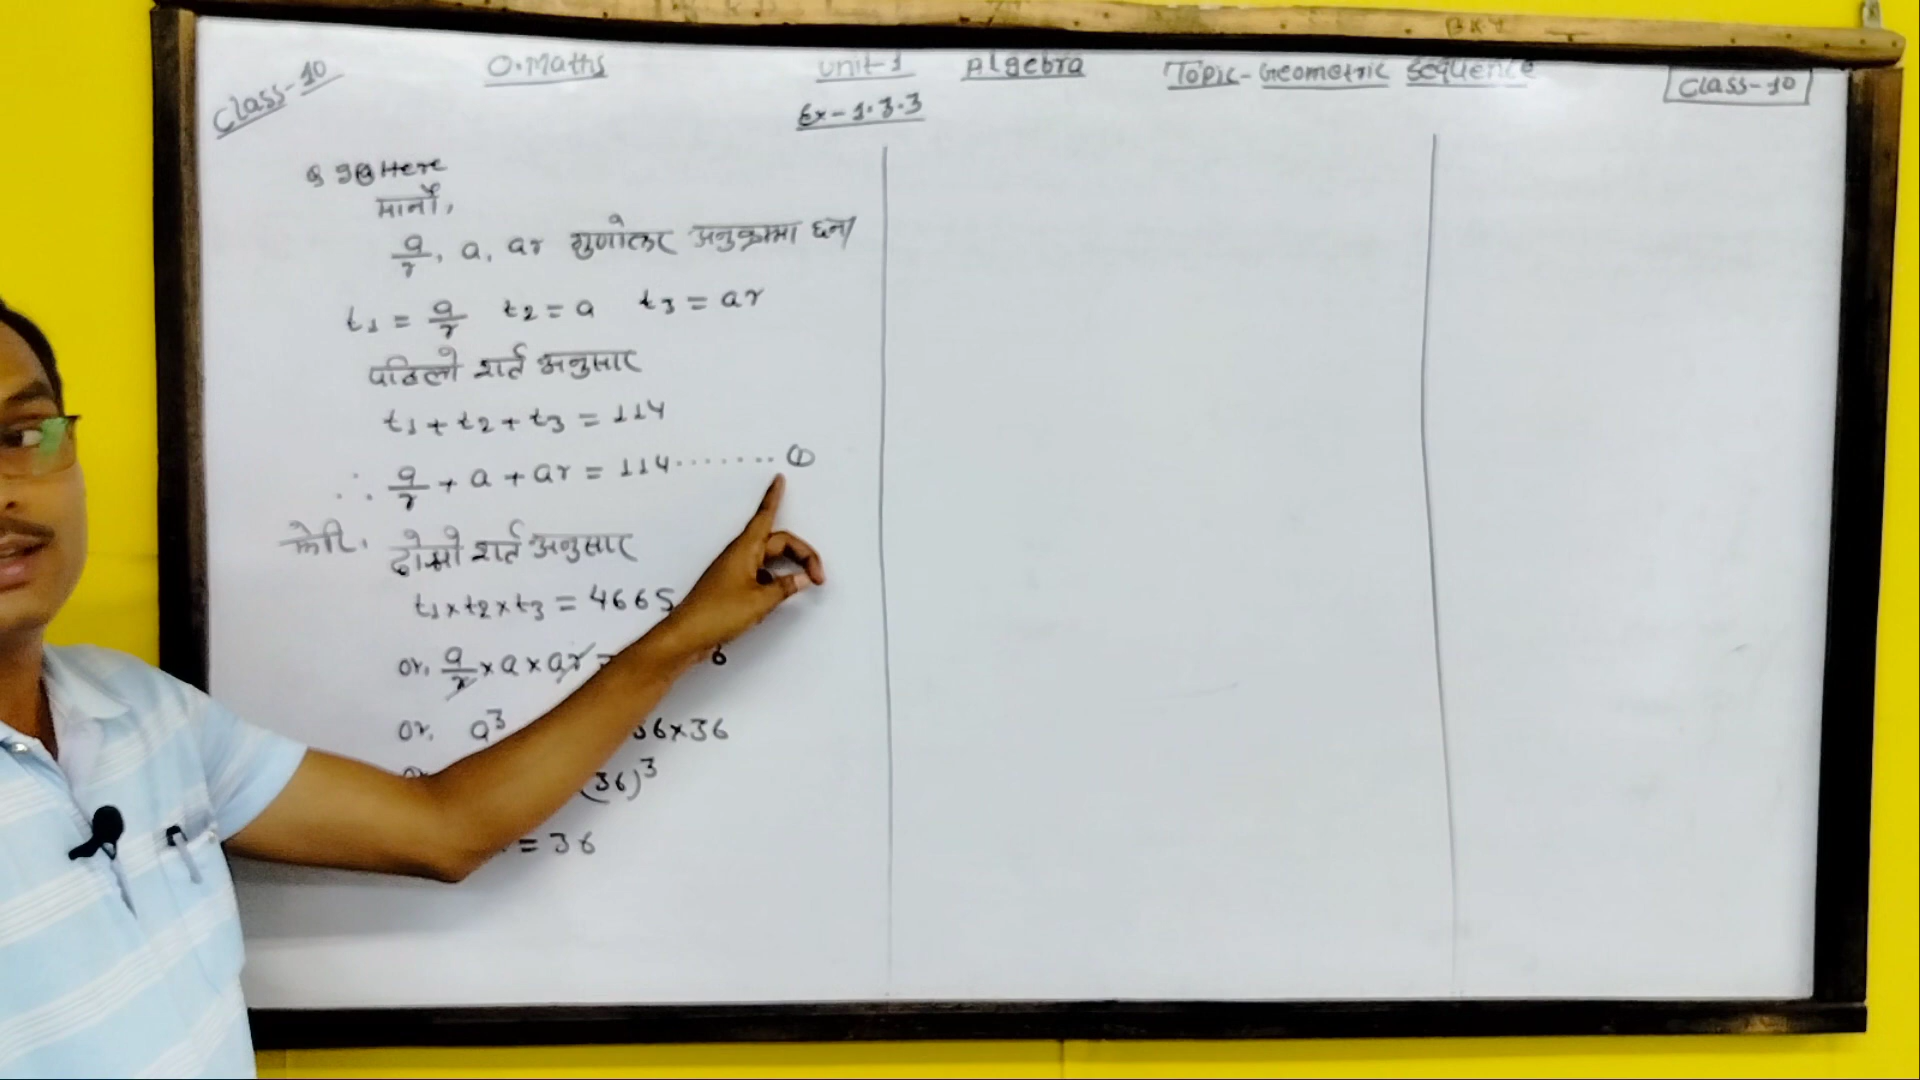 BKY
Class-10 O.Maths Unit-1 Algebra Topic-Geometric Sequence Class-10
Ex-1.3.3
Here
मानौं,
a/r, a, ar गुणोत्तर अनुक्रममा छन्।
t1 = a/r t2 = a t3 = ar
पहिलो शर्त अनुसार
t1 + t2 + t3 = 114
∴ a/r + a + ar = 114 ........ ①
फेरि, दोस्रो शर्त अनुसार
t1 × t2 × t3 = 4665
or, a/r × a × ar = 6
or, a³ 36×36
(36)³
= 36